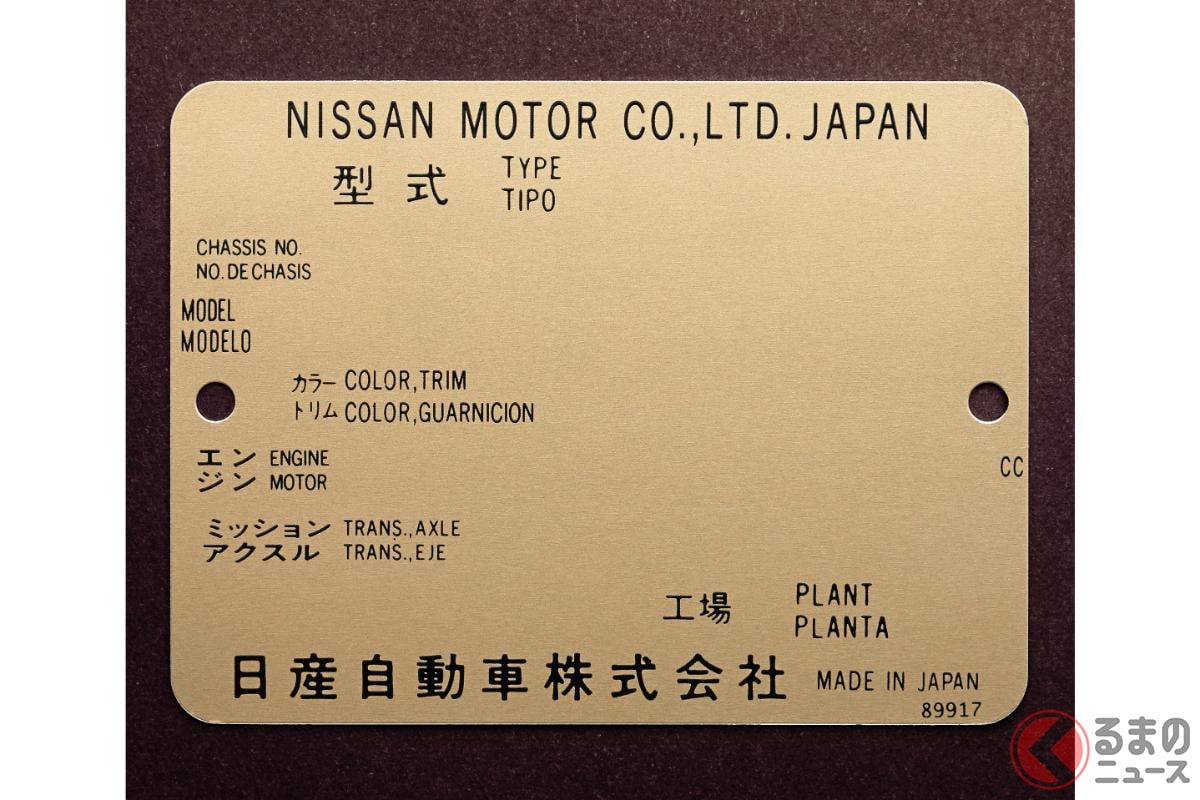 NISSAN MOTOR CO.,LTD. JAPAN
型式 TYPE
TIPO
CHASSIS NO.
NO. DE CHASIS
MODEL
MODELO
カラー COLOR,TRIM
トリム COLOR,GUARNICION
エン ENGINE
ジン MOTOR
CC
ミッション TRANS.,AXLE
アクスル TRANS.,EJE
工場 PLANT
PLANTA
日産自動車株式会社 MADE IN JAPAN
89917
くるまの
ニュース